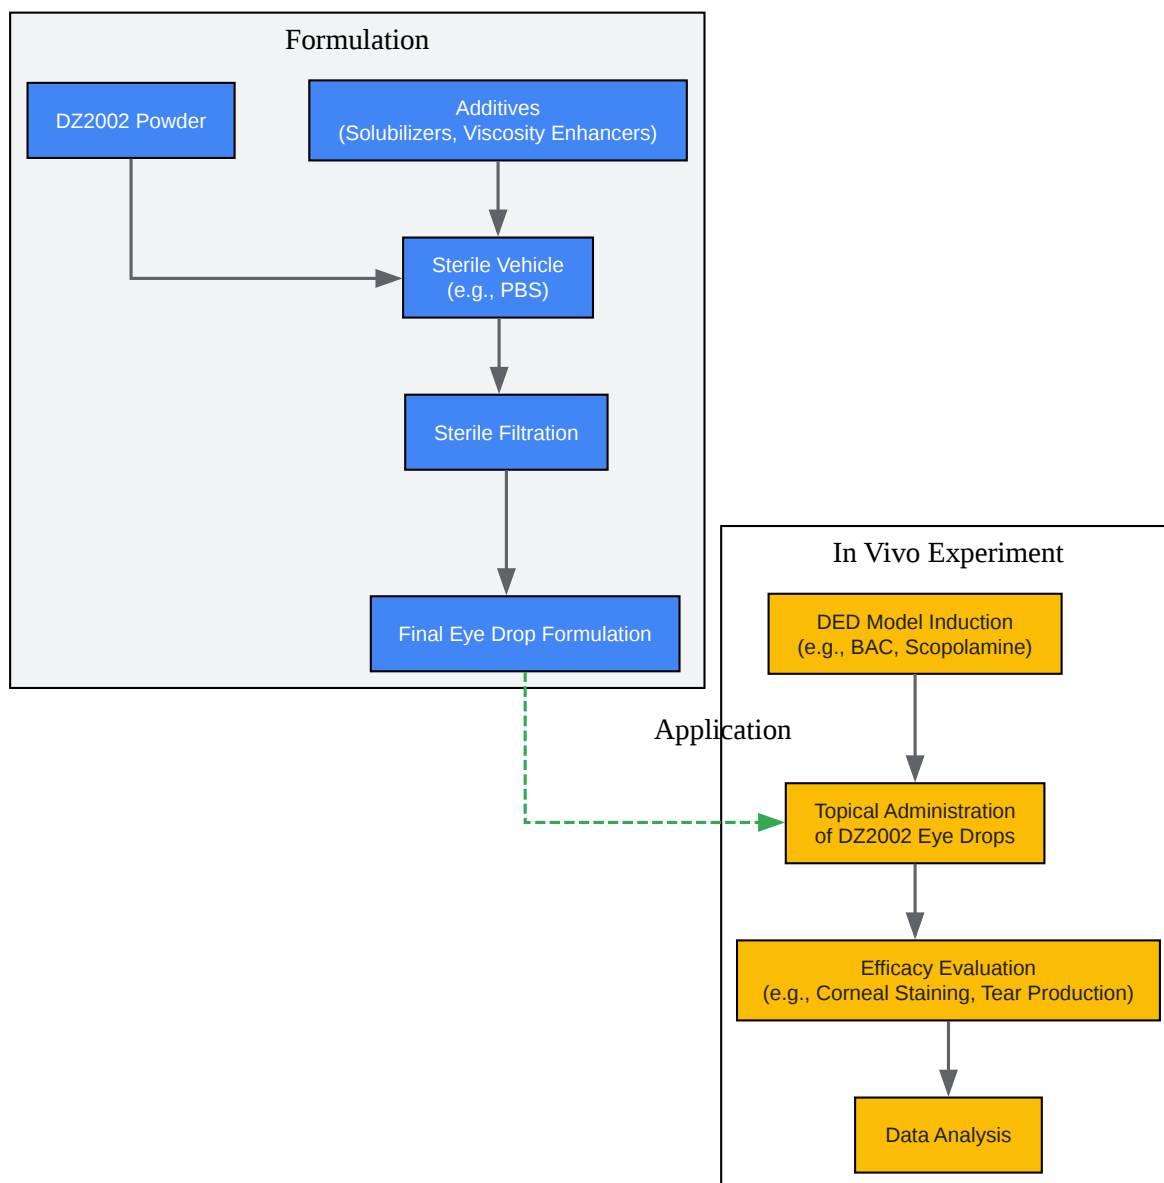 Formulation
DZ2002 Powder
Additives
(Solubilizers, Viscosity Enhancers)
Sterile Vehicle
(e.g., PBS)
Sterile Filtration
Final Eye Drop Formulation
Application
In Vivo Experiment
DED Model Induction
(e.g., BAC, Scopolamine)
Topical Administration
of DZ2002 Eye Drops
Efficacy Evaluation
(e.g., Corneal Staining, Tear Production)
Data Analysis